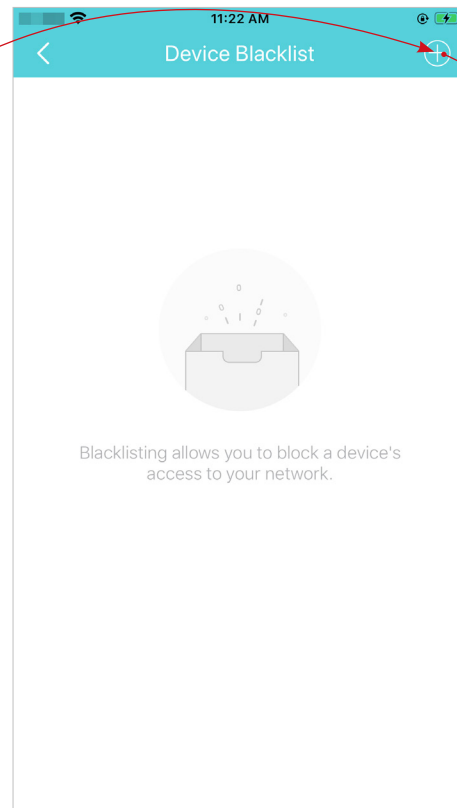 11:22 AM
Device Blacklist
Blacklisting allows you to block a device's
access to your network.